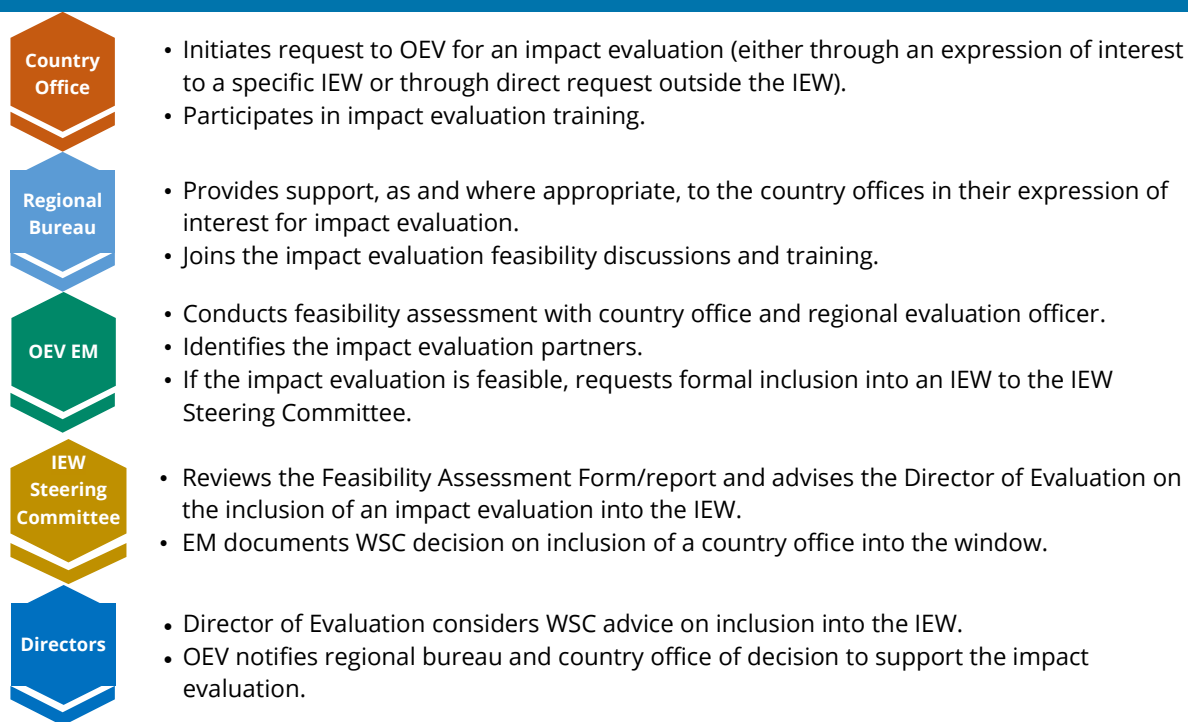 Country
Office
• Initiates request to OEV for an impact evaluation (either through an expression of interest
to a specific IEW or through direct request outside the IEW).
• Participates in impact evaluation training.
Regional
Bureau
• Provides support, as and where appropriate, to the country offices in their expression of
interest for impact evaluation.
• Joins the impact evaluation feasibility discussions and training.
OEV EM
• Conducts feasibility assessment with country office and regional evaluation officer.
• Identifies the impact evaluation partners.
• If the impact evaluation is feasible, requests formal inclusion into an IEW to the IEW
Steering Committee.
IEW
Steering
Committee
• Reviews the Feasibility Assessment Form/report and advises the Director of Evaluation on
the inclusion of an impact evaluation into the IEW.
• EM documents WSC decision on inclusion of a country office into the window.
Directors
• Director of Evaluation considers WSC advice on inclusion into the IEW.
• OEV notifies regional bureau and country office of decision to support the impact
evaluation.